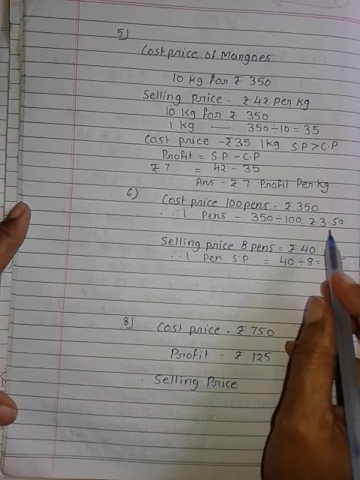 5)
Cost price of Mangoes
10 kg for ₹ 350
Selling price - ₹ 42 Per kg
10 kg for ₹ 350
1 kg — 350÷10 = 35
Cost price - ₹35 1kg S.P > C.P
Profit = S P - C.P
₹ 7 = 42 - 35
Ans - ₹ 7 Profit Per kg
6)
Cost price 100 pens - ₹ 350
∴ 1 Pens - 350÷100 ₹ 3.50
Selling price 8 pens = ₹ 40
∴ 1 Pen S P = 40 ÷ 8 =
8)
Cost price - ₹ 750
Profit - ₹ 125
Selling Price